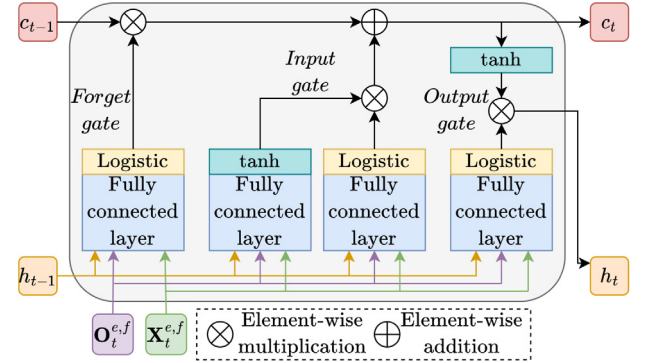 c_{t-1}
c_t
tanh
Input
gate
Forget
gate
Output
gate
Logistic
tanh
Logistic
Logistic
Fully
connected
layer
Fully
connected
layer
Fully
connected
layer
Fully
connected
layer
h_{t-1}
h_t
O_t^{e,f}
X_t^{e,f}
Element-wise
multiplication
Element-wise
addition